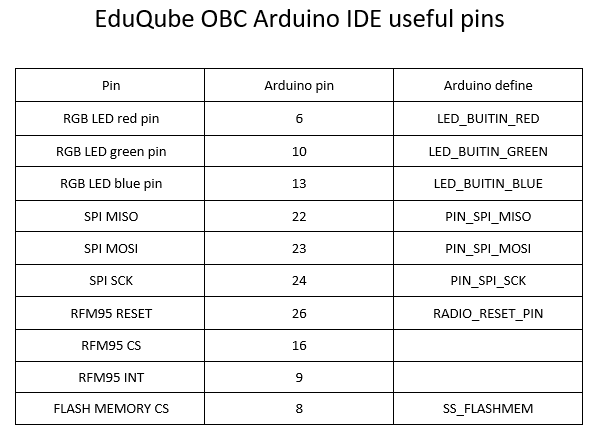 EduQube OBC Arduino IDE useful pins
Pin Arduino pin Arduino define
RGB LED red pin 6 LED_BUITIN_RED
RGB LED green pin 10 LED_BUITIN_GREEN
RGB LED blue pin 13 LED_BUITIN_BLUE
SPI MISO 22 PIN_SPI_MISO
SPI MOSI 23 PIN_SPI_MOSI
SPI SCK 24 PIN_SPI_SCK
RFM95 RESET 26 RADIO_RESET_PIN
RFM95 CS 16
RFM95 INT 9
FLASH MEMORY CS 8 SS_FLASHMEM